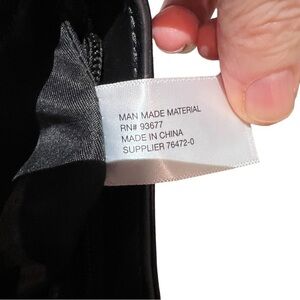 MAN MADE MATERIAL
RN# 93677
MADE IN CHINA
SUPPLIER 76472-0